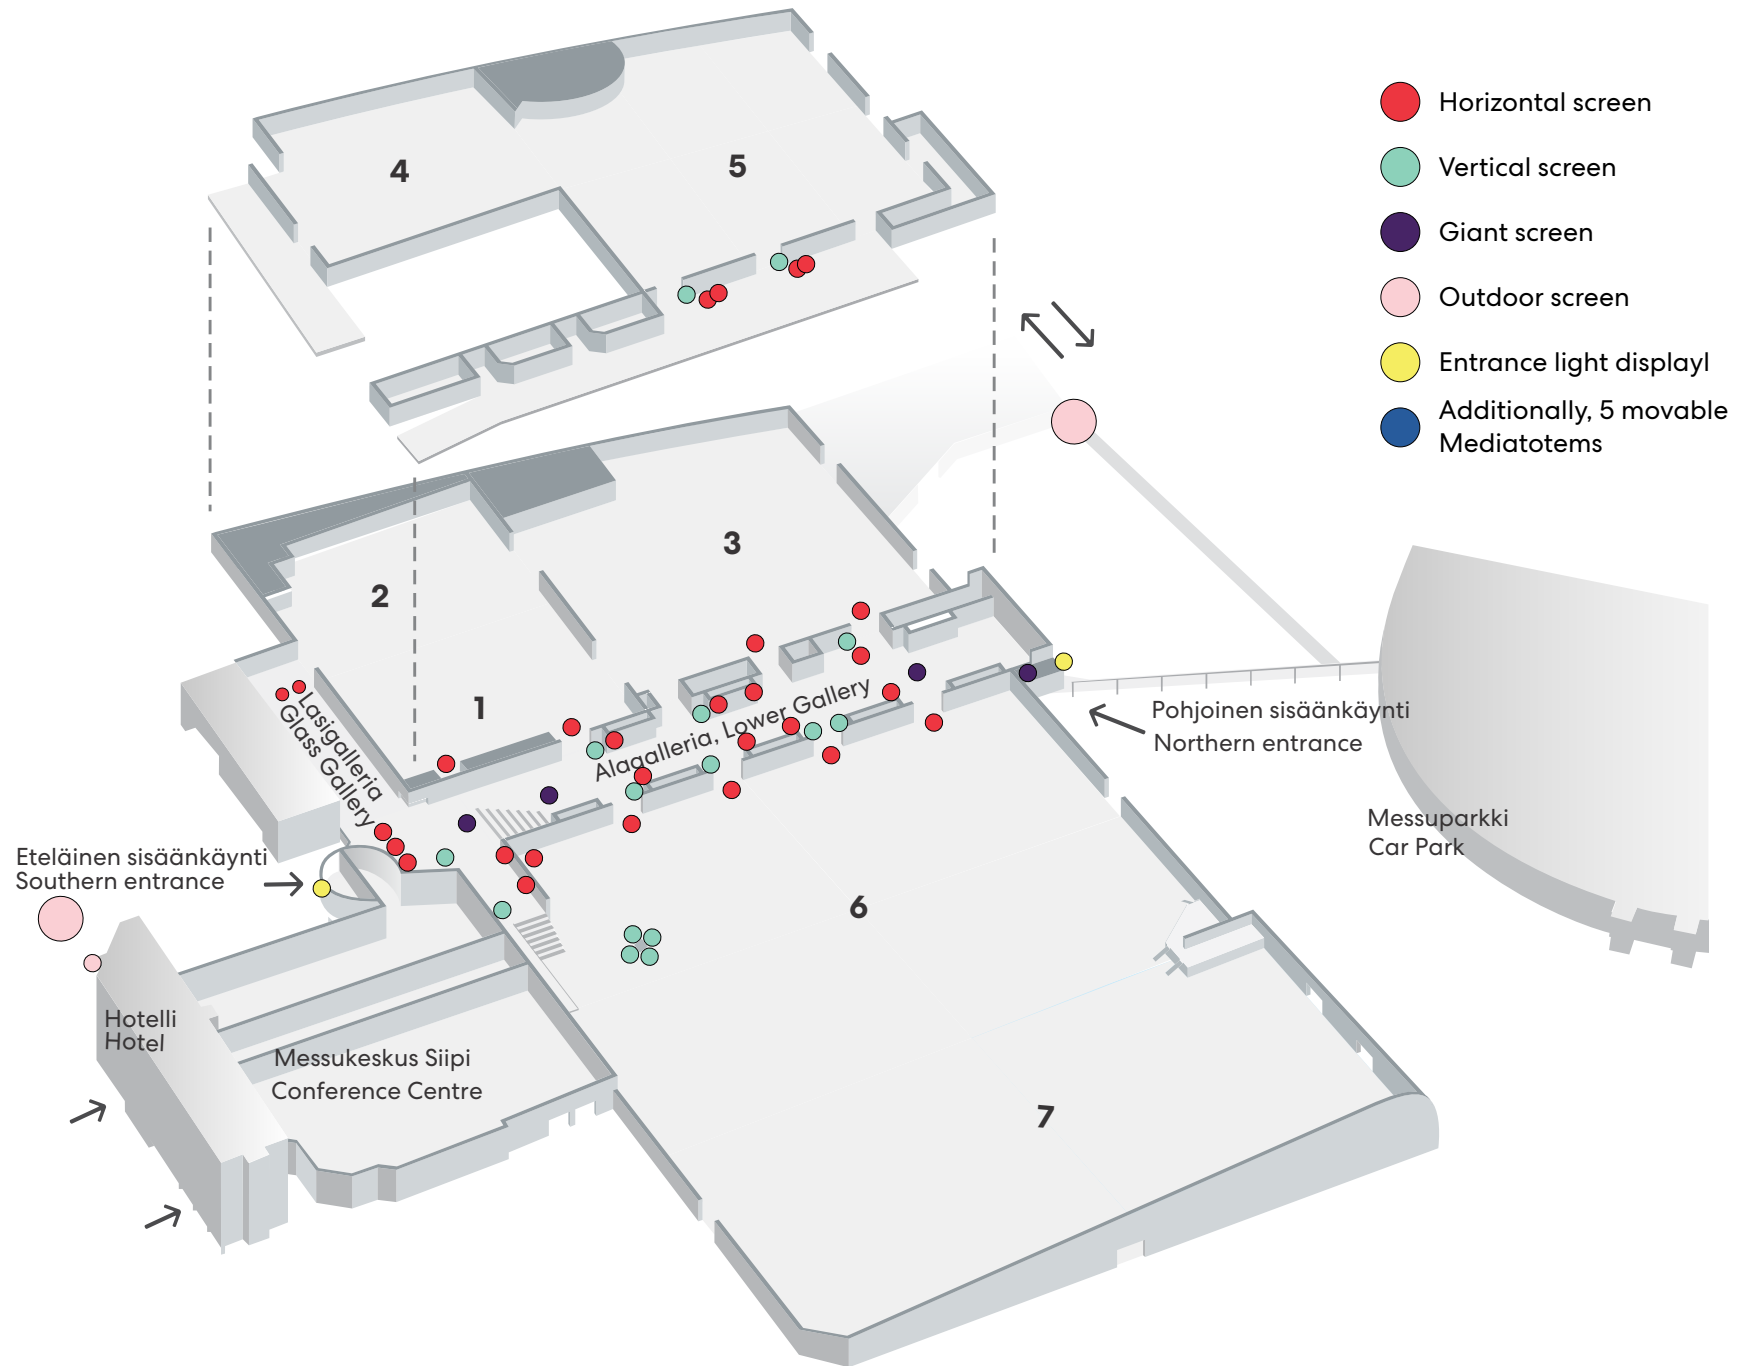 Horizontal screen
Vertical screen
Giant screen
Outdoor screen
Entrance light displayl
Additionally, 5 movable
Mediatotems
4
5
3
2
1
Lasigalleria
Glass Gallery
Alagalleria, Lower Gallery
Pohjoinen sisäänkäynti
Northern entrance
Messuparkki
Car Park
Eteläinen sisäänkäynti
Southern entrance
6
Hotelli
Hotel
Messukeskus Siipi
Conference Centre
7